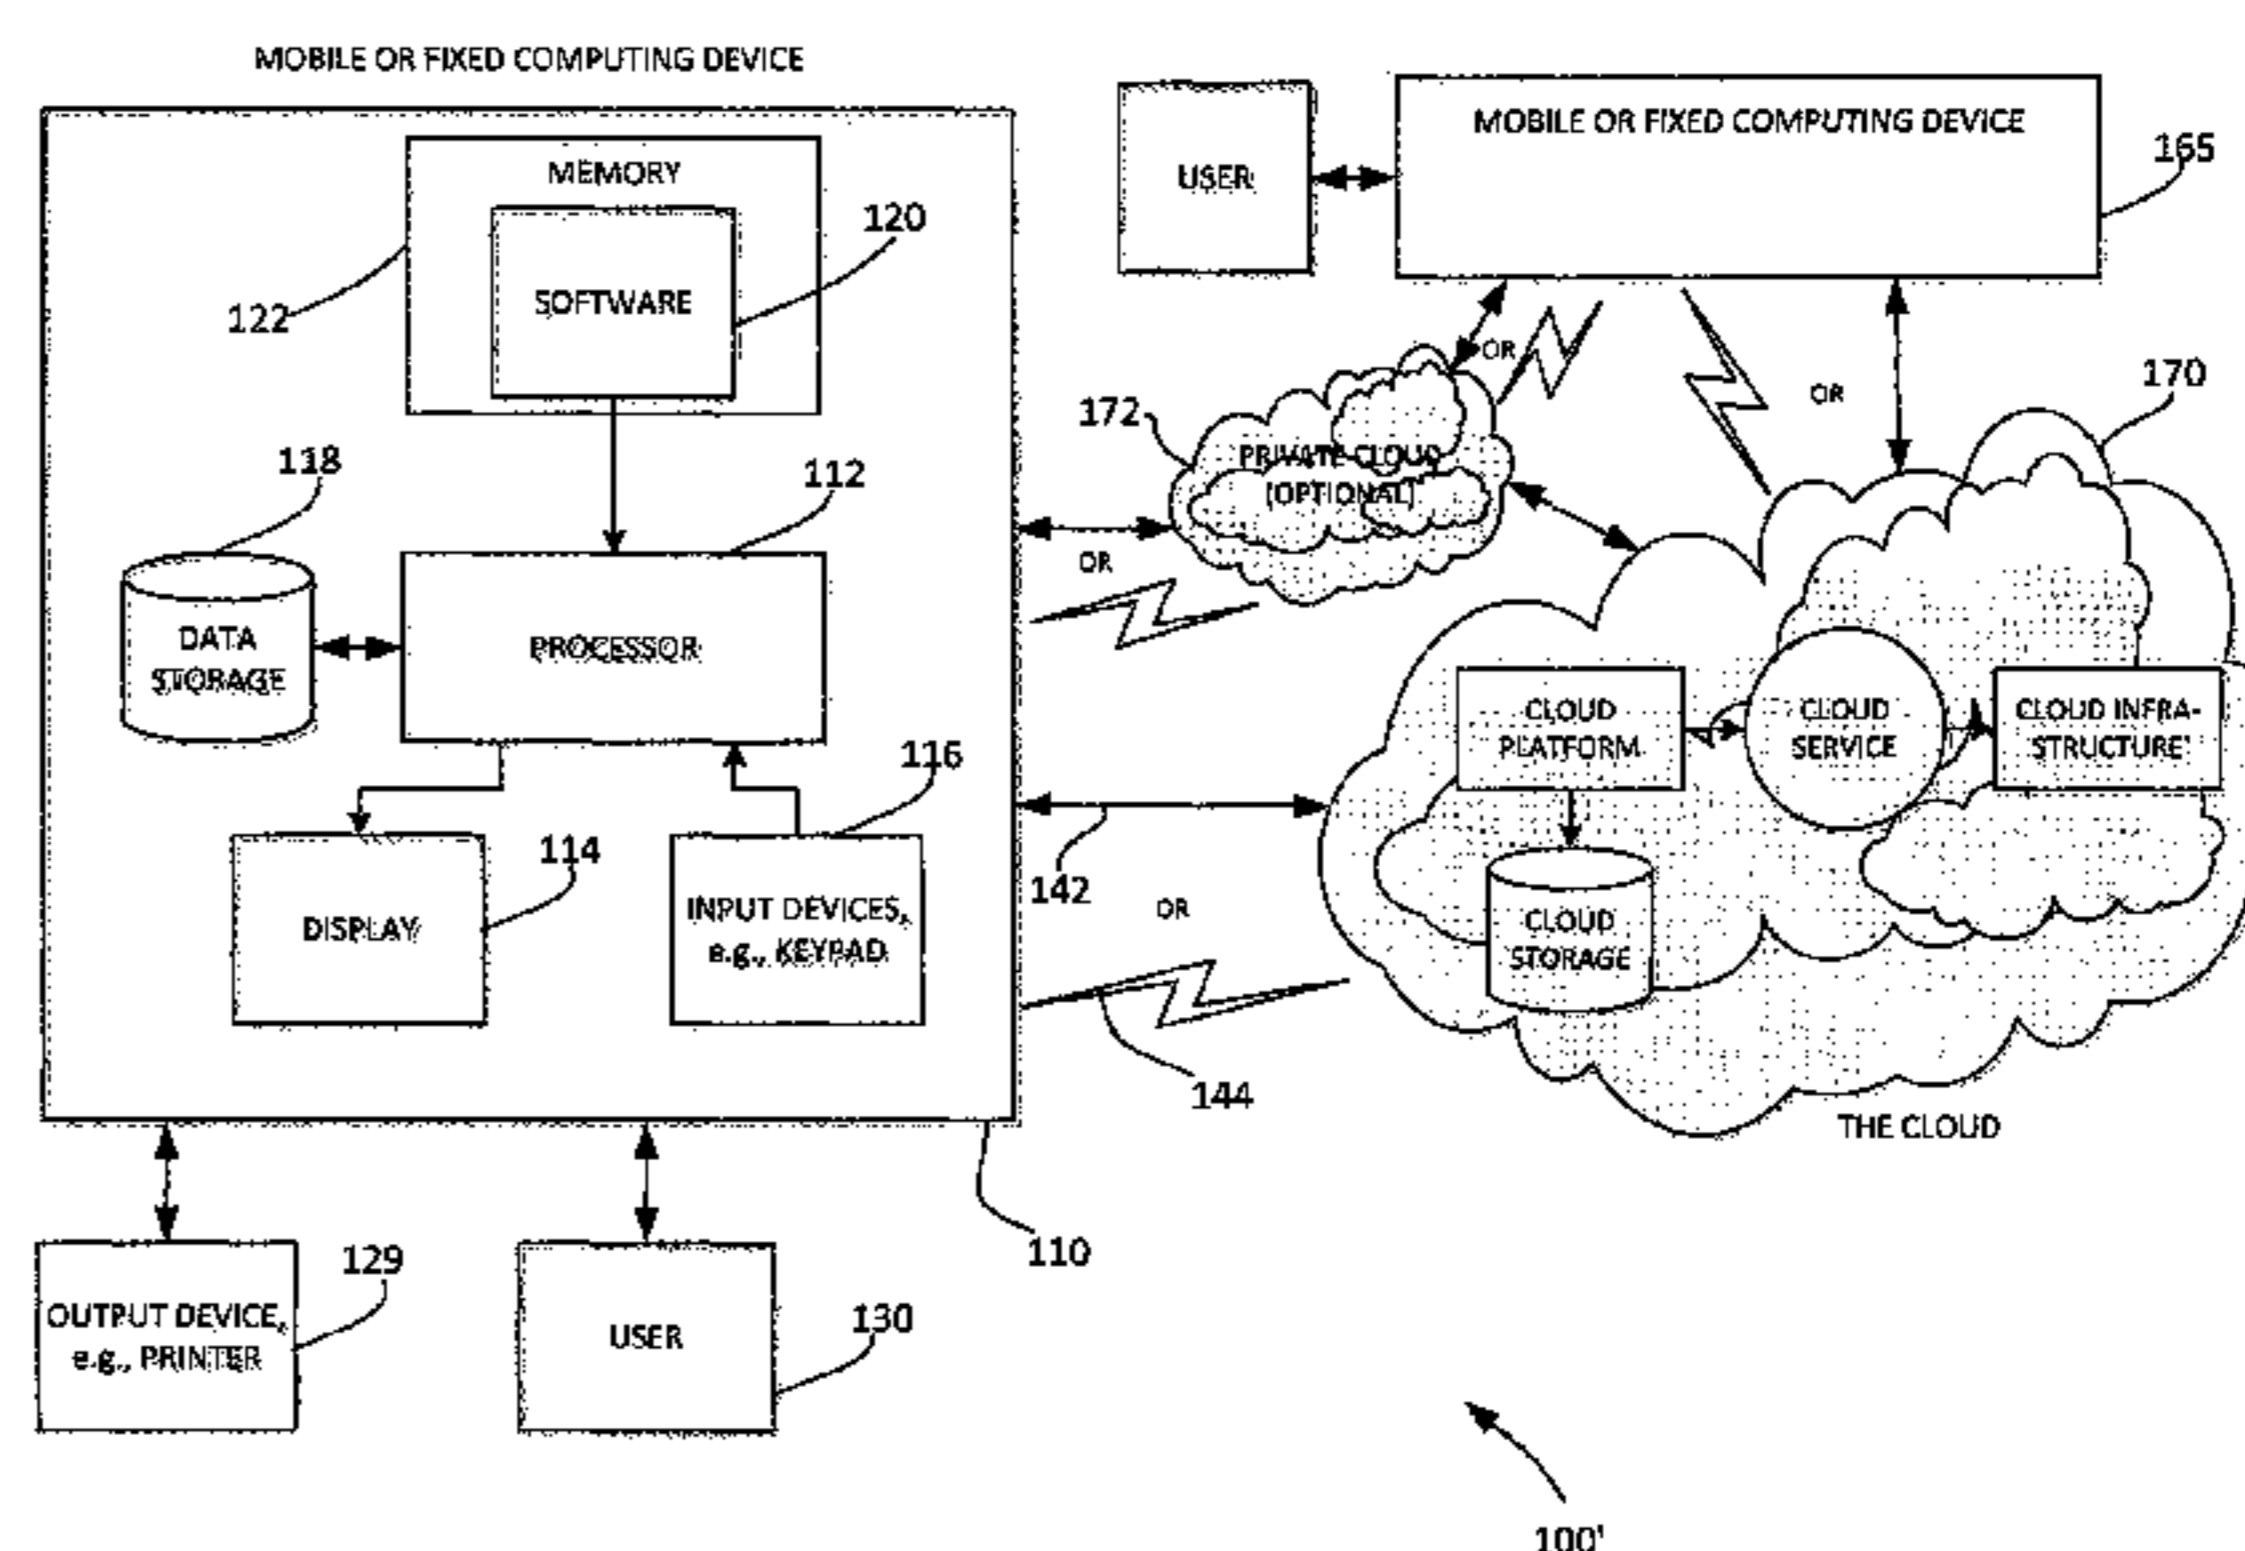 MOBILE OR FIXED COMPUTING DEVICE
MEMORY
SOFTWARE
120
122
118
112
DATA
STORAGE
PROCESSOR
116
114
DISPLAY
INPUT DEVICES,
e.g., KEYPAD
129
OUTPUT DEVICE,
e.g., PRINTER
USER
130
110
USER
MOBILE OR FIXED COMPUTING DEVICE
165
OR
OR
170
172
PRIVATE CLOUD
(OPTIONAL)
OR
CLOUD
PLATFORM
CLOUD
SERVICE
CLOUD INFRA-
STRUCTURE
142
OR
CLOUD
STORAGE
144
THE CLOUD
100'